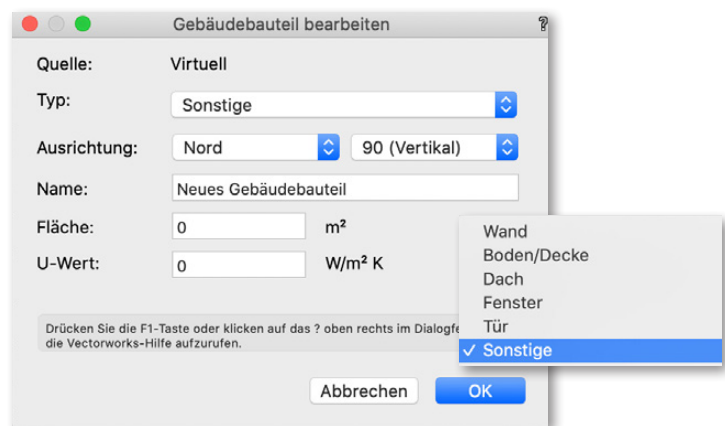 Gebäudebauteil bearbeiten ?
Quelle: Virtuell
Typ: Sonstige
Ausrichtung: Nord 90 (Vertikal)
Name: Neues Gebäudebauteil
Fläche: 0 m²
U-Wert: 0 W/m² K
Drücken Sie die F1-Taste oder klicken auf das ? oben rechts im
die Vectorworks-Hilfe aufzurufen.
Abbrechen OK
Wand
Boden/Decke
Dach
Fenster
Tür
✓ Sonstige